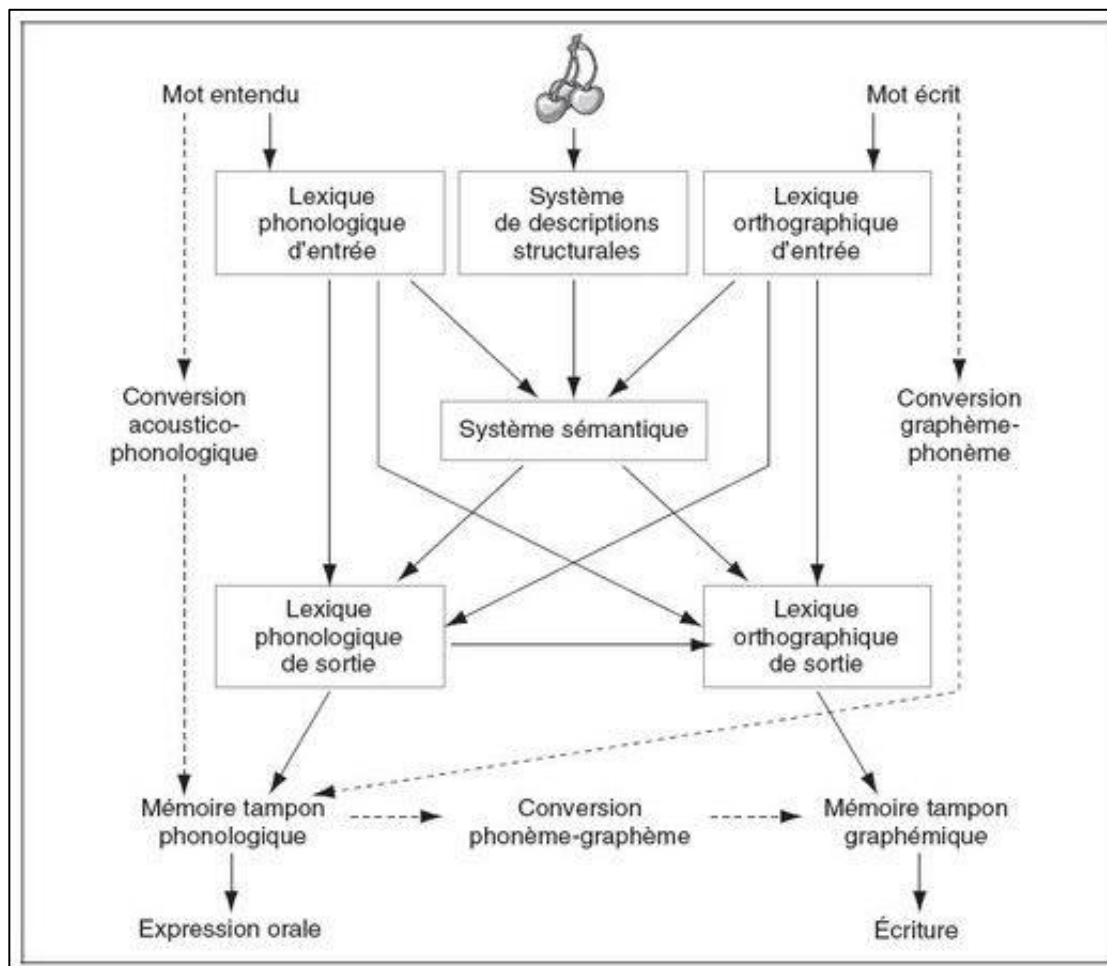 Mot entendu
Mot écrit
Lexique
phonologique
d'entrée
Système
de descriptions
structurales
Lexique
orthographique
d'entrée
Conversion
acoustico-
phonologique
Système sémantique
Conversion
graphème-
phonème
Lexique
phonologique
de sortie
Lexique
orthographique
de sortie
Mémoire tampon
phonologique
Conversion
phonème-graphème
Mémoire tampon
graphémique
Expression orale
Écriture